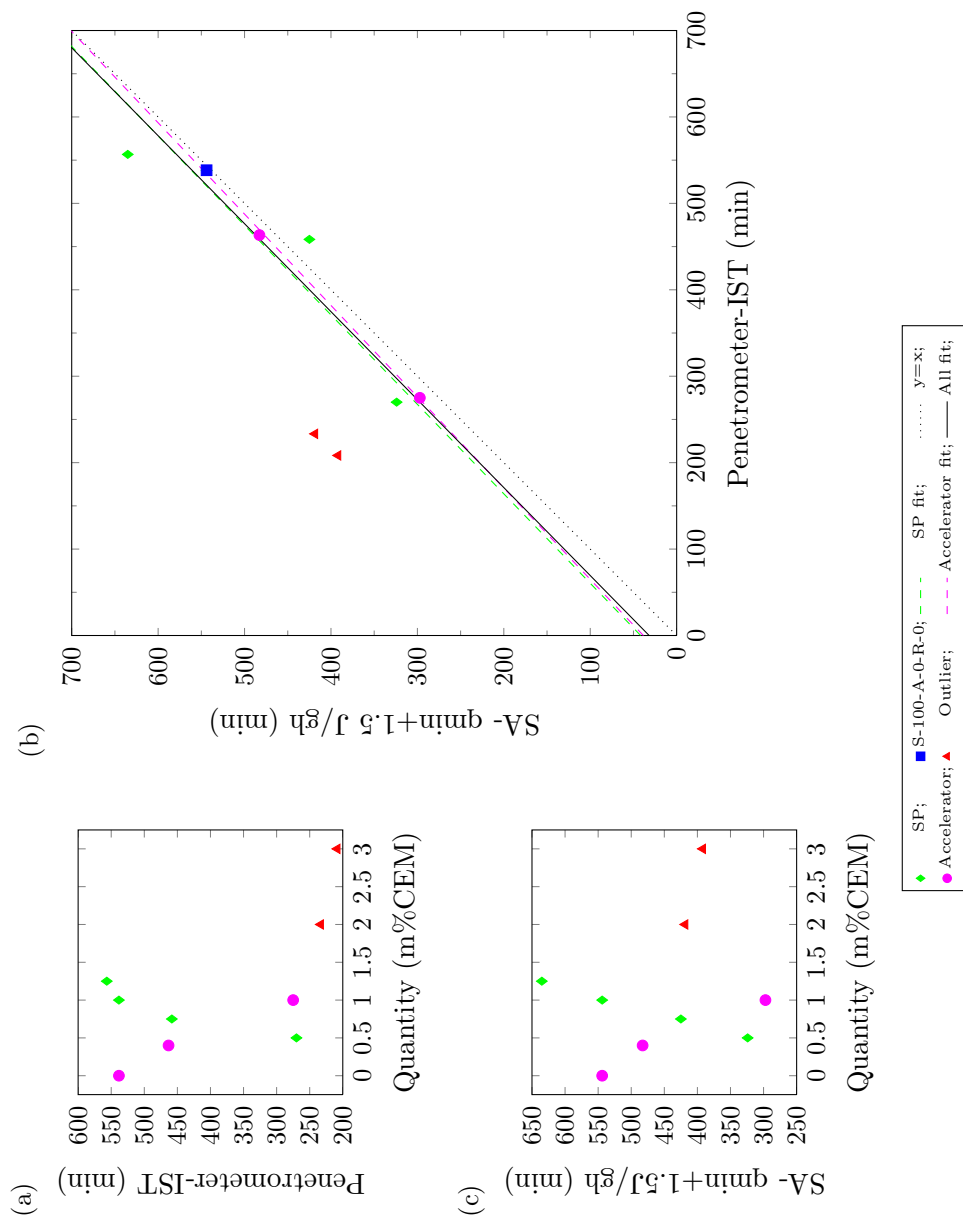 (a)
600
550
500
450
400
350
300
250
200
Penetrometer-IST (min)
0 0.5 1 1.5 2 2.5 3
Quantity (m%CEM)
(b)
700
600
500
400
300
200
100
0
SA- qmin+1.5 J/gh (min)
0 100 200 300 400 500 600 700
Penetrometer-IST (min)
(c)
650
600
550
500
450
400
350
300
250
SA- qmin+1.5J/gh (min)
0 0.5 1 1.5 2 2.5 3
Quantity (m%CEM)
SP; S-100-A-0-R-0; SP fit; y=x;
Accelerator; Outlier; Accelerator fit; All fit;